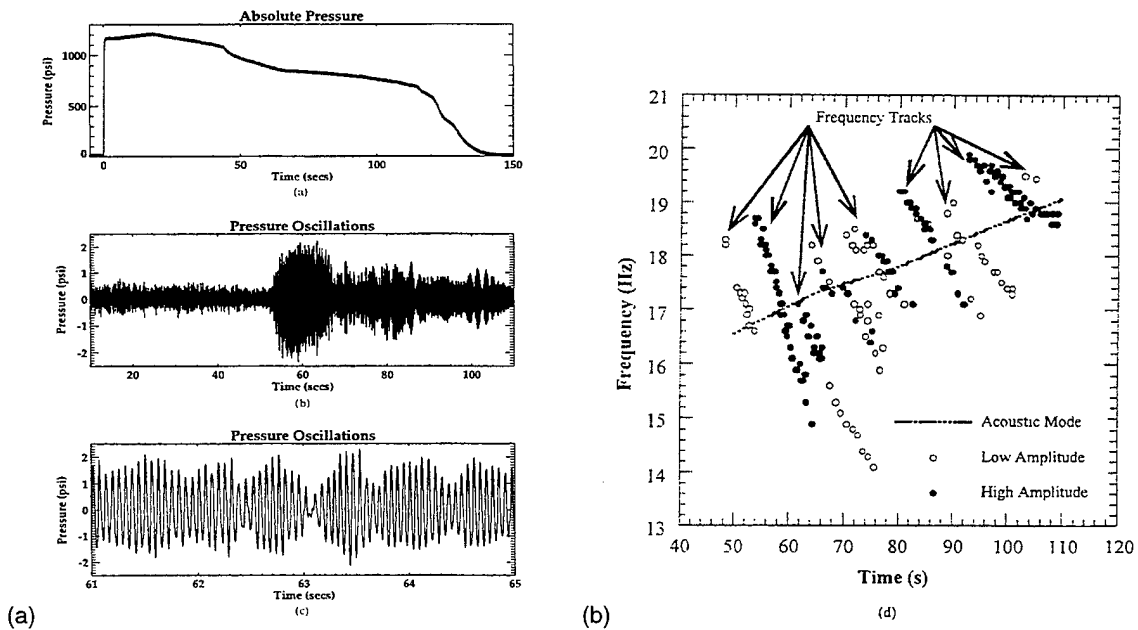 Absolute Pressure
Pressure (psi)
1000
500
0
0 50 100 150
Time (secs)
(a)
Pressure Oscillations
Pressure (psi)
2
1
0
-1
-2
20 40 60 80 100
Time (secs)
(b)
Pressure Oscillations
Pressure (psi)
2
1
0
-1
-2
61 62 63 64 65
Time (secs)
(c)
(a)
Frequency (Hz)
21
20
19
18
17
16
15
14
13
Frequency Tracks
Acoustic Mode
Low Amplitude
High Amplitude
40 50 60 70 80 90 100 110 120
Time (s)
(d)
(b)